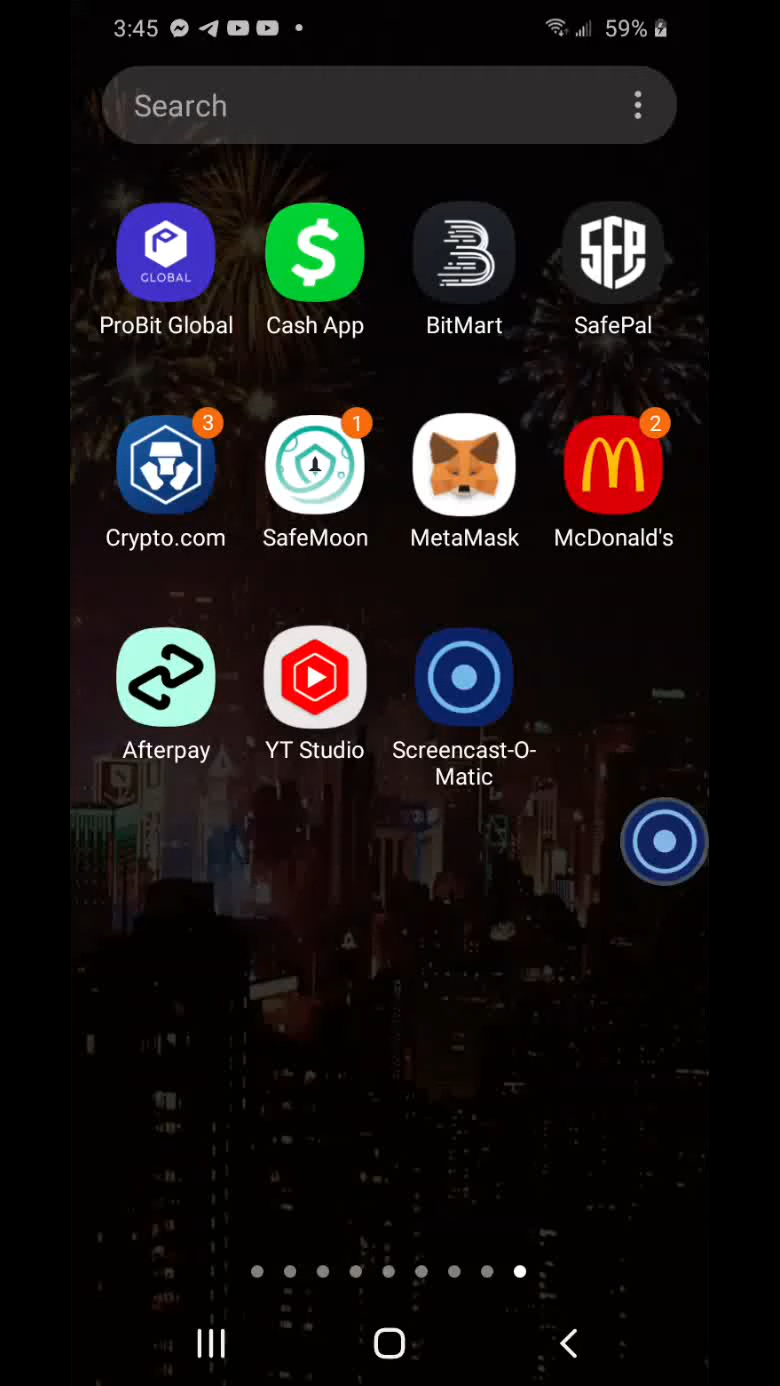 3:45
59%
Search
GLOBAL
ProBit Global
Cash App
BitMart
SFP
SafePal
3
Crypto.com
1
SafeMoon
MetaMask
2
McDonald's
Afterpay
YT Studio
Screencast-O-
Matic